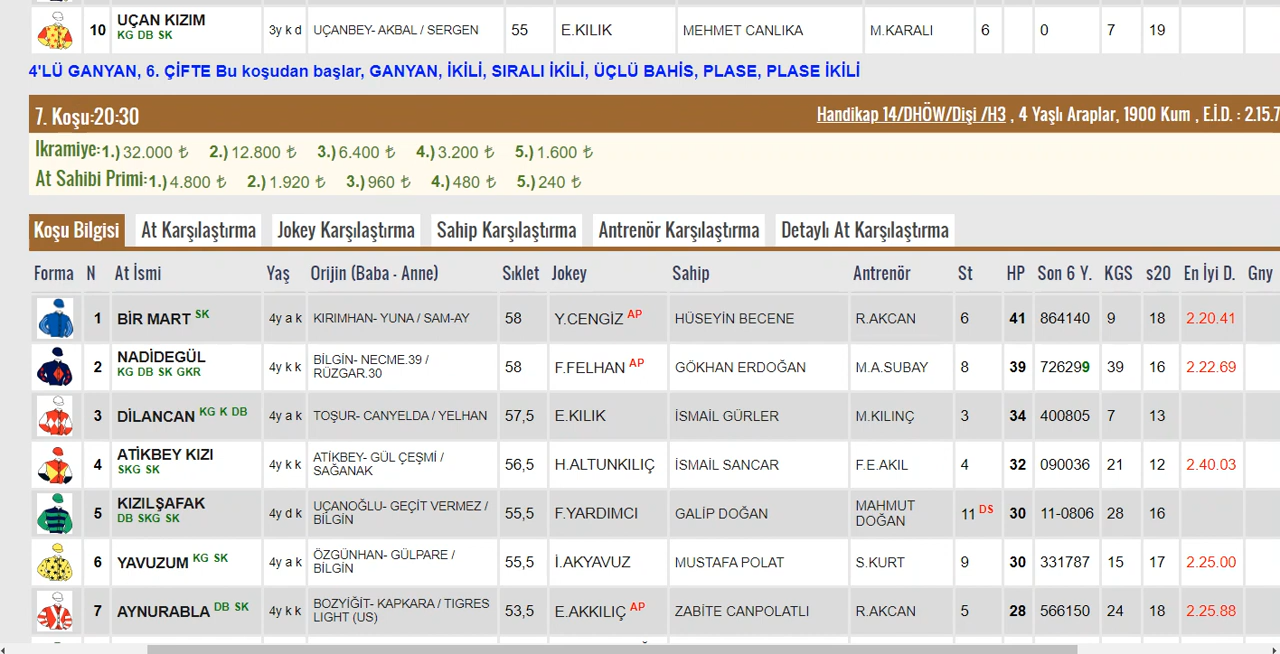 10 UÇAN KIZIM 3y k d UÇANBEY- AKBAL / SERGEN 55 E.KILIK MEHMET CANLIKA M.KARALI 6 0 7 19
KG DB SK
4'LÜ GANYAN, 6. ÇİFTE Bu koşudan başlar, GANYAN, İKİLİ, SIRALI İKİLİ, ÜÇLÜ BAHİS, PLASE, PLASE İKİLİ
7. Koşu:20:30 Handikap 14/DHÖW/Dişi /H3 , 4 Yaşlı Araplar, 1900 Kum , E.İ.D. : 2.15.7
İkramiye:1.) 32.000 ₺ 2.) 12.800 ₺ 3.) 6.400 ₺ 4.) 3.200 ₺ 5.) 1.600 ₺
At Sahibi Primi:1.) 4.800 ₺ 2.) 1.920 ₺ 3.) 960 ₺ 4.) 480 ₺ 5.) 240 ₺
Koşu Bilgisi At Karşılaştırma Jokey Karşılaştırma Sahip Karşılaştırma Antrenör Karşılaştırma Detaylı At Karşılaştırma
Forma N At İsmi Yaş Orijin (Baba - Anne) Sıklet Jokey Sahip Antrenör St HP Son 6 Y. KGS s20 En İyi D. Gny
1 BİR MART SK 4y a k KIRIMHAN- YUNA / SAM-AY 58 Y.CENGİZ AP HÜSEYİN BECENE R.AKCAN 6 41 864140 9 18 2.20.41
2 NADİDEGÜL 4y k k BİLGİN- NECME.39 / 58 F.FELHAN AP GÖKHAN ERDOĞAN M.A.SUBAY 8 39 726299 39 16 2.22.69
KG DB SK GKR RÜZGAR.30
3 DİLANCAN KG K DB 4y a k TOŞUR- CANYELDA / YELHAN 57,5 E.KILIK İSMAİL GÜRLER M.KILINÇ 3 34 400805 7 13
4 ATİKBEY KIZI 4y k k ATİKBEY- GÜL ÇEŞMİ / 56,5 H.ALTUNKILIÇ İSMAİL SANCAR F.E.AKIL 4 32 090036 21 12 2.40.03
SKG SK SAĞANAK
5 KIZILŞAFAK 4y d k UÇANOĞLU- GEÇİT VERMEZ / 55,5 F.YARDIMCI GALİP DOĞAN MAHMUT 11 DS 30 11-0806 28 16
DB SKG SK BİLGİN DOĞAN
6 YAVUZUM KG SK 4y a k ÖZGÜNHAN- GÜLPARE / 55,5 İ.AKYAVUZ MUSTAFA POLAT S.KURT 9 30 331787 15 17 2.25.00
BİLGİN
7 AYNURABLA DB SK 4y k k BOZYİĞİT- KAPKARA / TIGRES 53,5 E.AKKILIÇ AP ZABİTE CANPOLATLI R.AKCAN 5 28 566150 24 18 2.25.88
LIGHT (US)